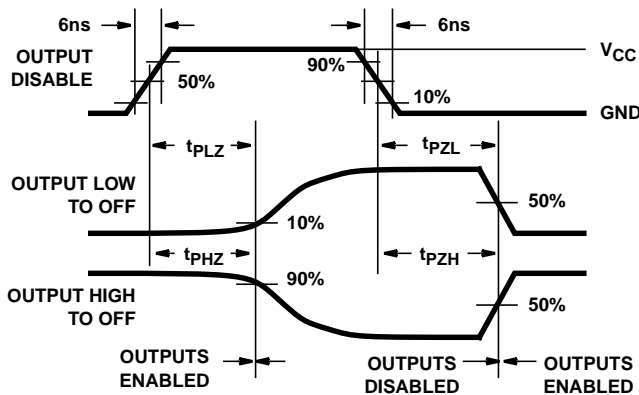 6ns
6ns
OUTPUT
DISABLE
90%
50%
10%
VCC
GND
tPLZ
tPZL
OUTPUT LOW
TO OFF
10%
50%
tPHZ
tPZH
90%
OUTPUT HIGH
TO OFF
50%
OUTPUTS
ENABLED
OUTPUTS
DISABLED
OUTPUTS
ENABLED